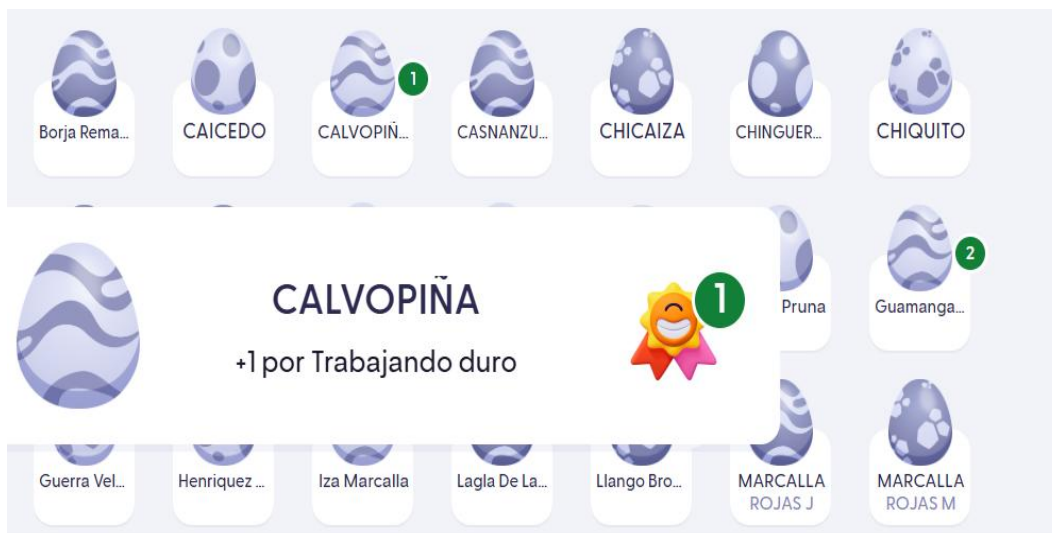 1
Borja Rema...
CAICEDO
CALVOPIÑ...
CASNANZU...
CHICAIZA
CHINGUER...
CHIQUITO
CALVOPIÑA
+1 por Trabajando duro
1
Pruna
2
Guamanga...
Guerra Vel...
Henriquez ...
Iza Marcalla
Lagla De La...
Llango Bro...
MARCALLA
ROJAS J
MARCALLA
ROJAS M